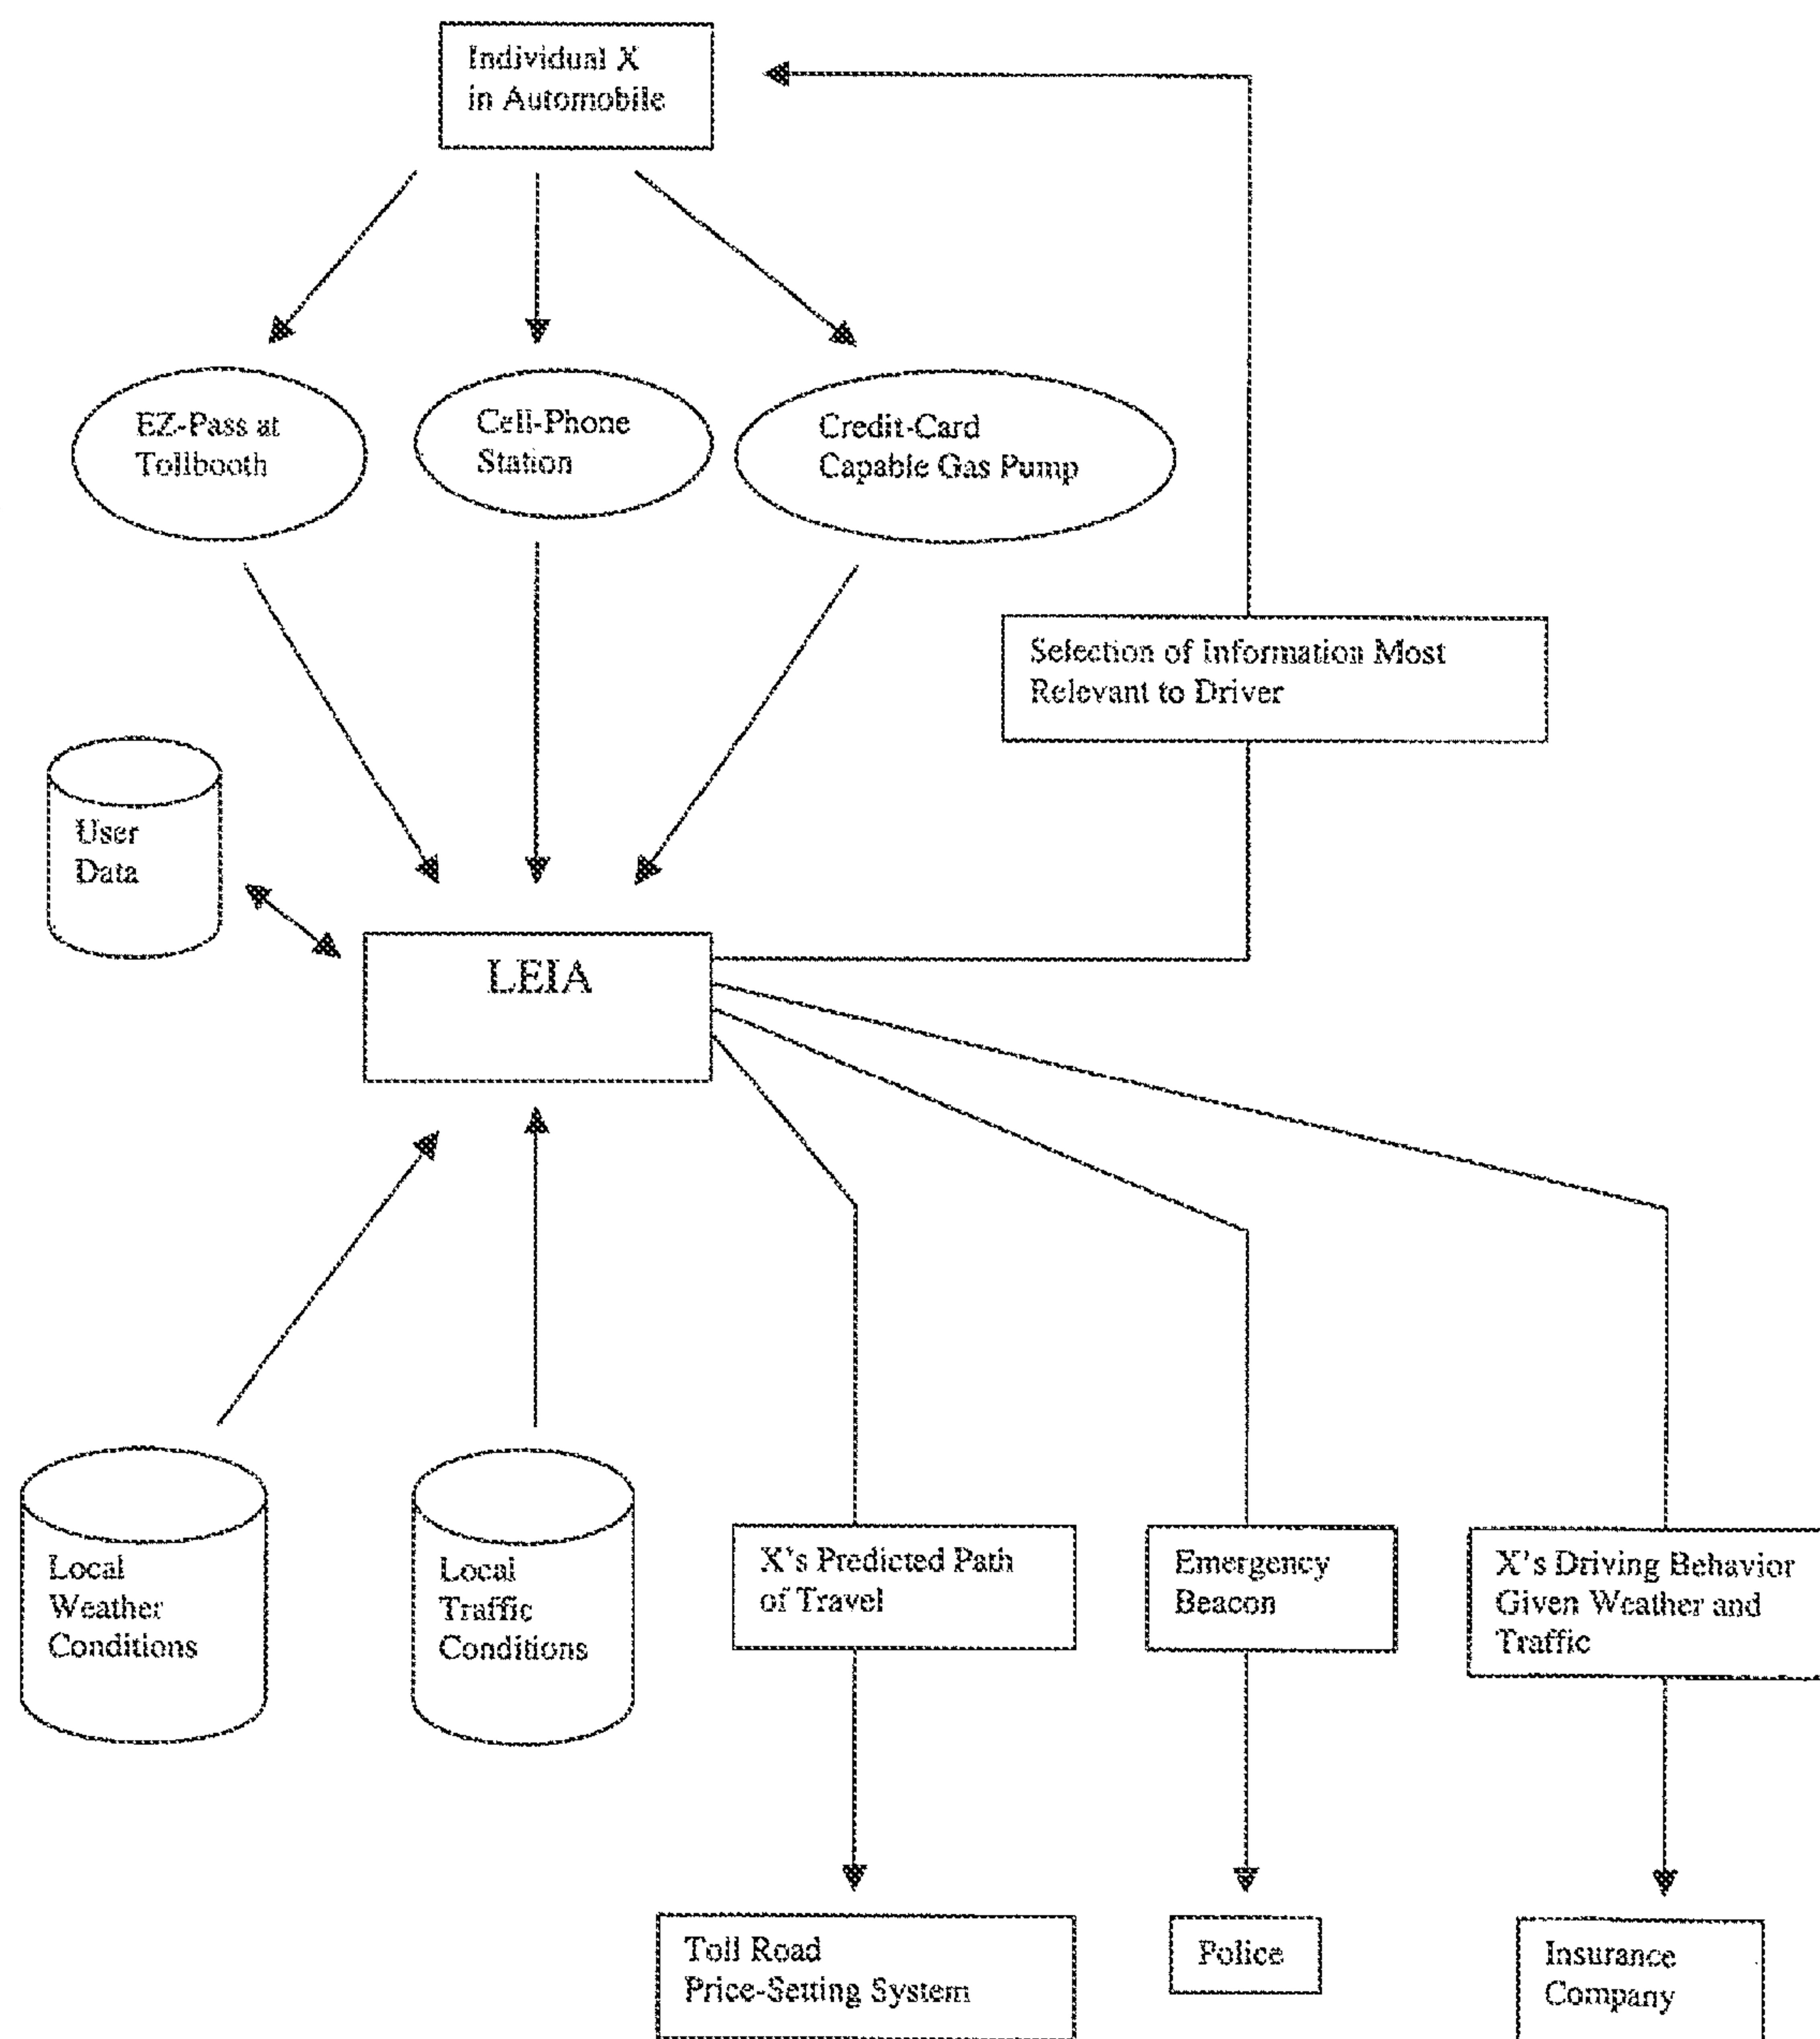 Individual X
in Automobile
EZ-Pass at
Tollbooth
Cell-Phone
Station
Credit-Card
Capable Gas Pump
Selection of Information Most
Relevant to Driver
User
Data
LEIA
Local
Weather
Conditions
Local
Traffic
Conditions
X's Predicted Path
of Travel
Emergency
Beacon
X's Driving Behavior
Given Weather and
Traffic
Toll Road
Price-Setting System
Police
Insurance
Company